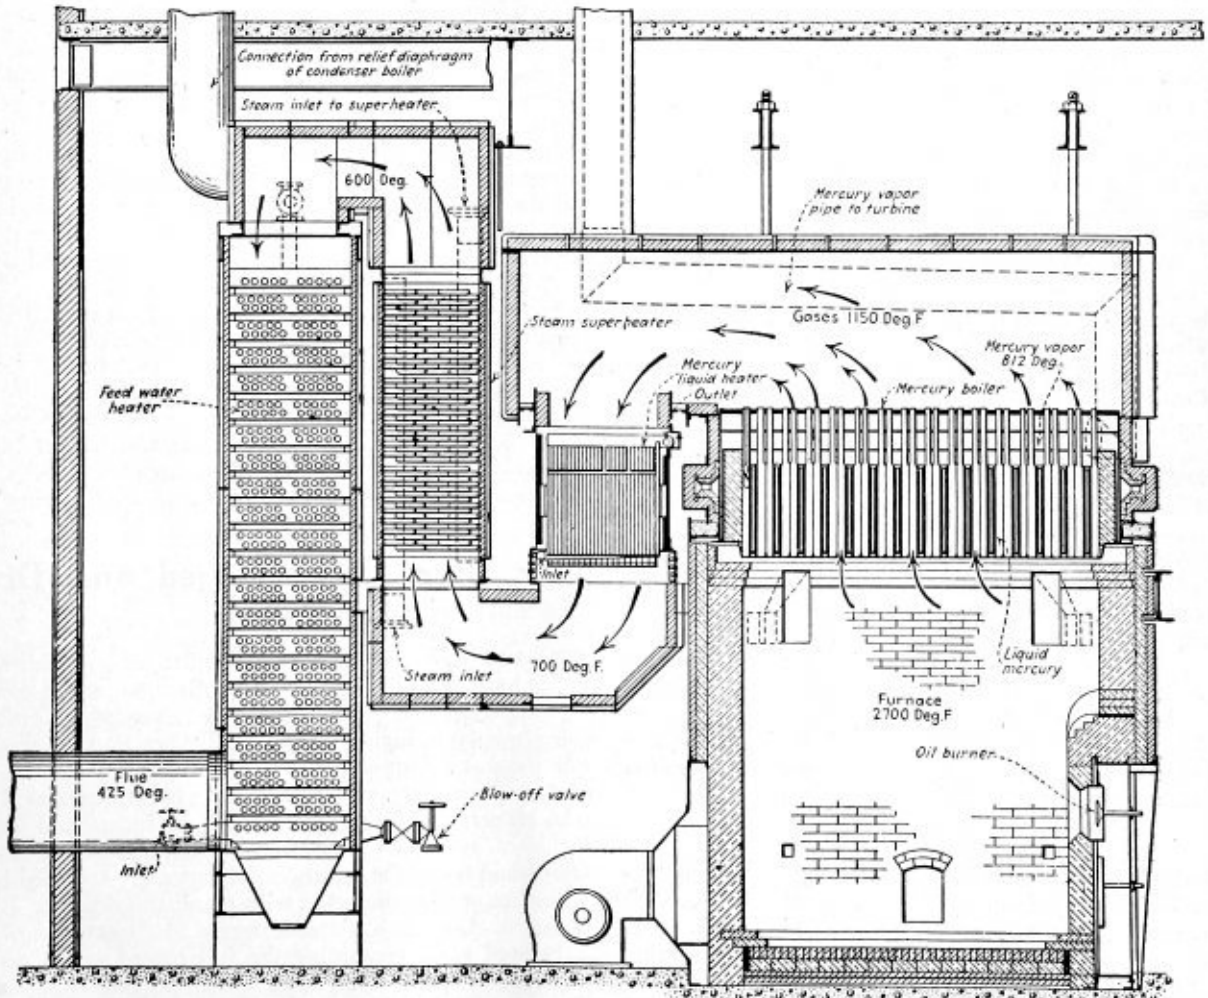 Connection from relief diaphragm
of condenser boiler
Steam inlet to superheater
600 Deg.
Mercury vapor
pipe to turbine
Steam superheater
Gases 1150 Deg.F.
Mercury vapor
812 Deg.
Mercury
liquid heater
Outlet
Mercury boiler
Feed water
heater
Inlet
Steam inlet
700 Deg.F.
Liquid
mercury
Furnace
2700 Deg.F
Oil burner
Flue
425 Deg.
Blow-off valve
Inlet